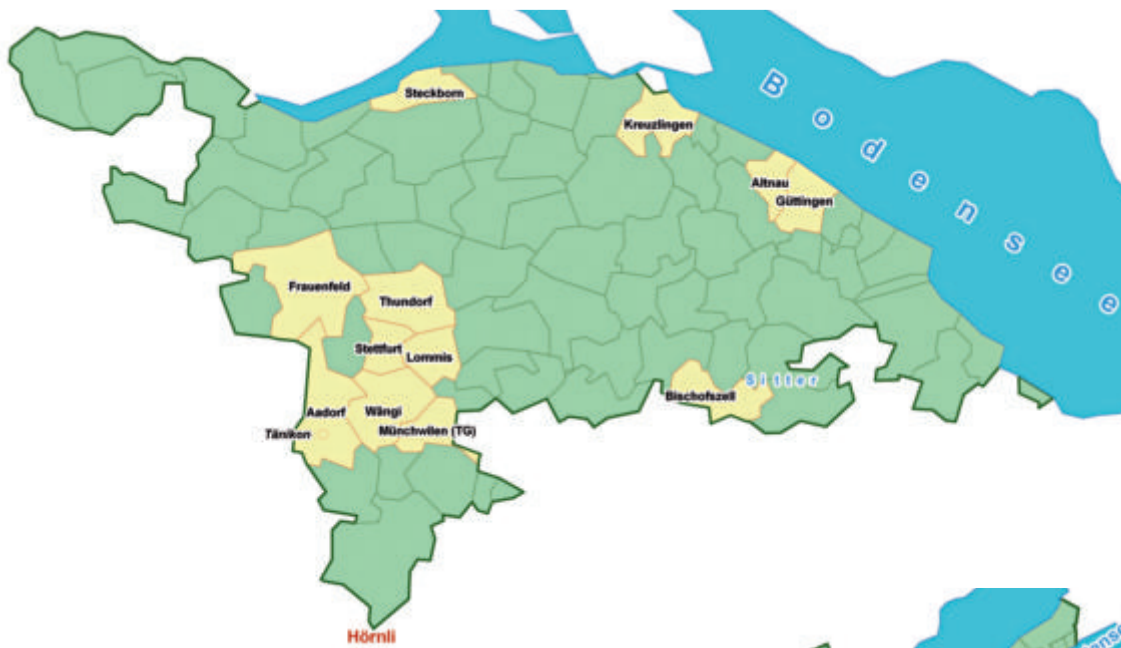 Steckborn
Bodensee
Kreuzlingen
Altnau
Güttingen
Frauenfeld
Thundorf
Stettfurt
Lommis
Sitter
Bischofszell
Aadorf
Wängi
Tänikon
Münchwilen (TG)
Hörnli